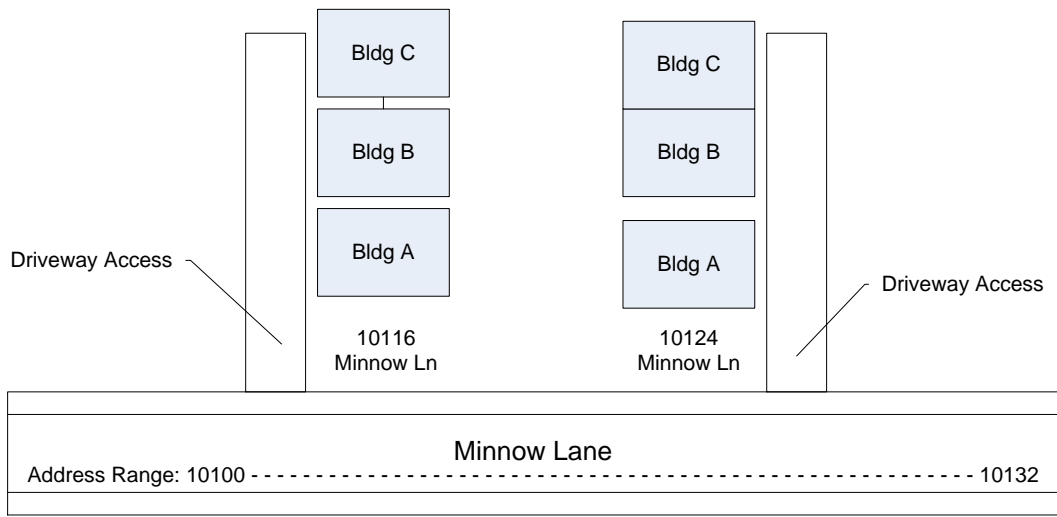 Bldg C
Bldg B
Bldg A
10116
Minnow Ln
Driveway Access
Bldg C
Bldg B
Bldg A
10124
Minnow Ln
Driveway Access
Minnow Lane
Address Range: 10100 - - - - - - - - - - - - - - - - - - - - - - - - - - - - - - - - - - - - - - - - - - - - - - - - - - - - - - - - - - - - - - - - - - - - - - 10132